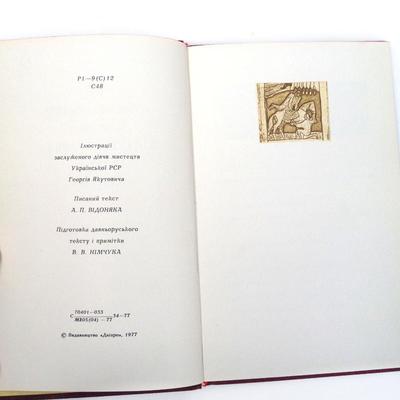 Р1—9(С)12
С48
Ілюстрації
заслуженого діяча мистецтв
Української РСР
Георгія Якутовича
Писаний текст
А. П. ВІДОНЯКА
Підготовка давньоруського
тексту і примітки
В. В. НІМЧУКА
С 70401—055 34—77
М205(04)—77
© Видавництво «Дніпро», 1977